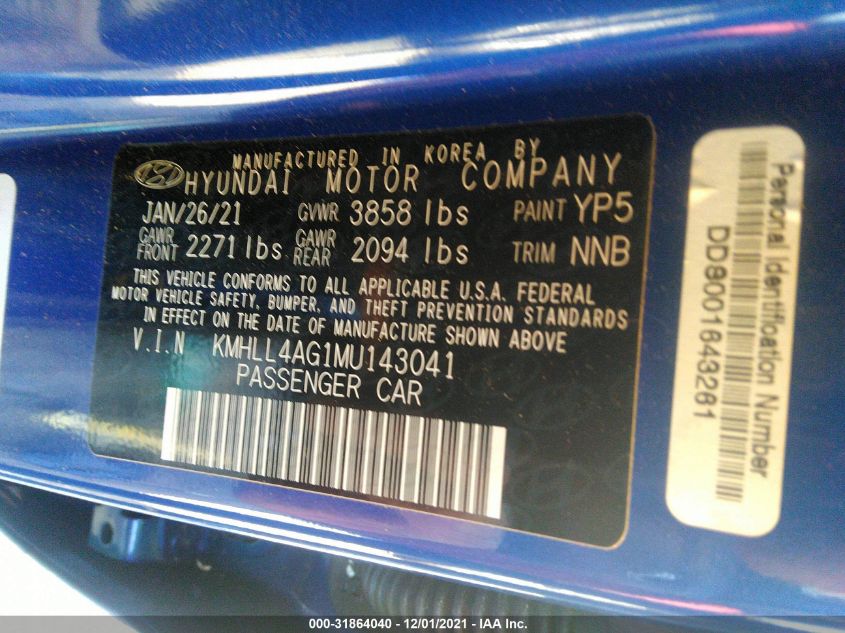 MANUFACTURED IN KOREA BY
HYUNDAI MOTOR COMPANY
JAN/26/21 GVWR 3858 lbs PAINT YP5
GAWR FRONT 2271 lbs GAWR REAR 2094 lbs TRIM NNB
THIS VEHICLE CONFORMS TO ALL APPLICABLE U.S.A. FEDERAL
MOTOR VEHICLE SAFETY, BUMPER, AND THEFT PREVENTION STANDARDS
IN EFFECT ON THE DATE OF MANUFACTURE SHOWN ABOVE
V.I.N KMHLL4AG1MU143041
PASSENGER CAR
Personal Identification Number
DD8001643261
000-31864040 - 12/01/2021 - IAA Inc.